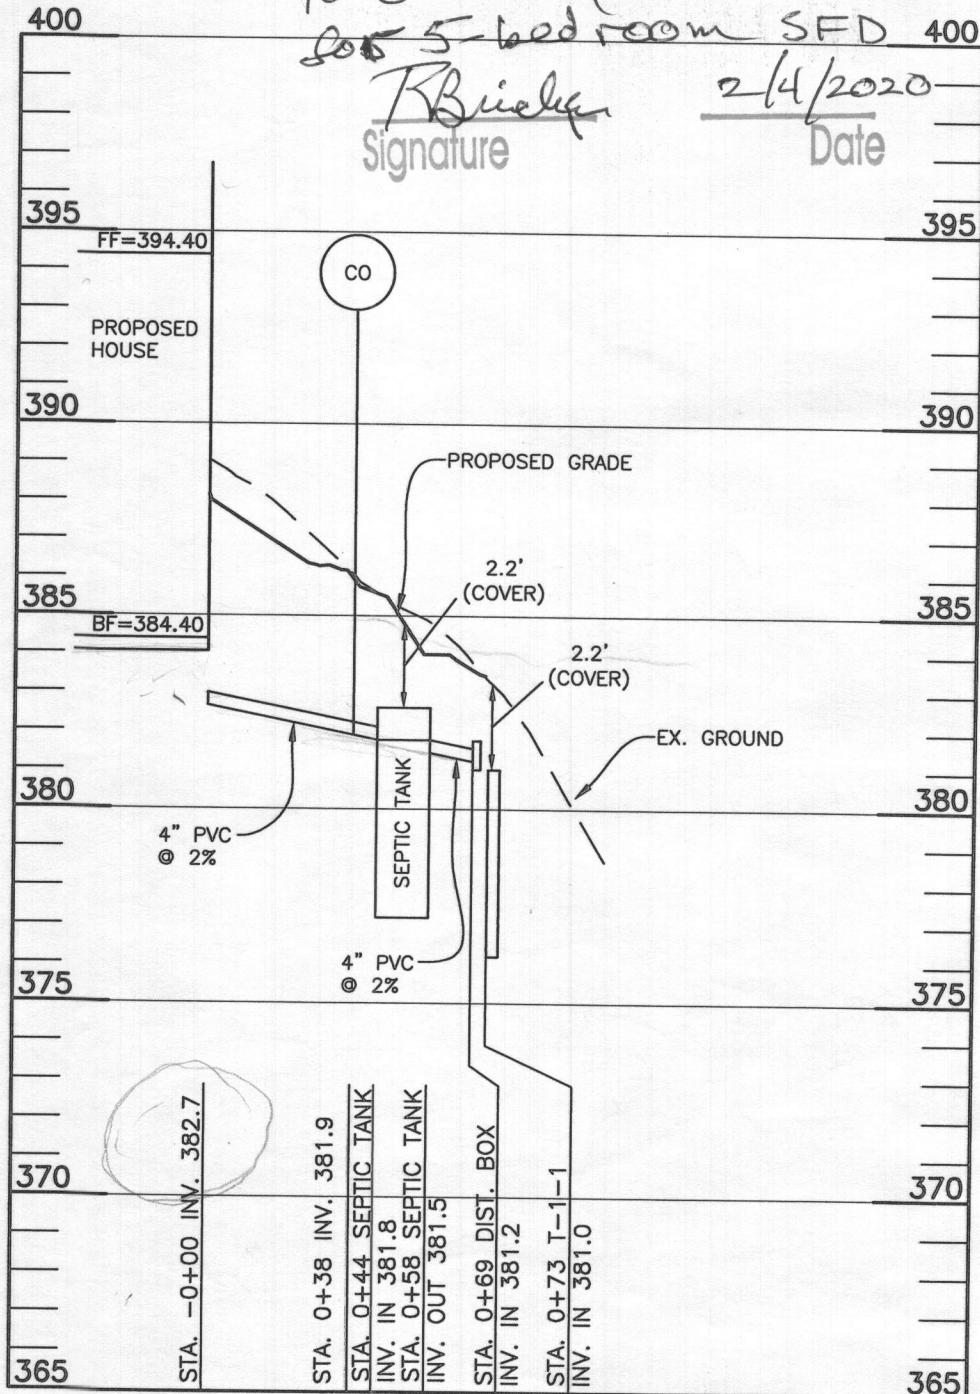 for 5-bedroom SFD
2/4/2020
Signature
Date
400
400
395
395
FF=394.40
CO
PROPOSED
HOUSE
390
390
PROPOSED GRADE
2.2'
(COVER)
385
385
BF=384.40
2.2'
(COVER)
EX. GROUND
380
380
4" PVC
@ 2%
SEPTIC TANK
4" PVC
@ 2%
375
375
370
370
STA. -0+00 INV. 382.7
STA. 0+38 INV. 381.9
STA. 0+44 SEPTIC TANK
INV. IN 381.8
STA. 0+58 SEPTIC TANK
INV. OUT 381.5
STA. 0+69 DIST. BOX
INV. IN 381.2
STA. 0+73 T-1-1
INV. IN 381.0
365
365